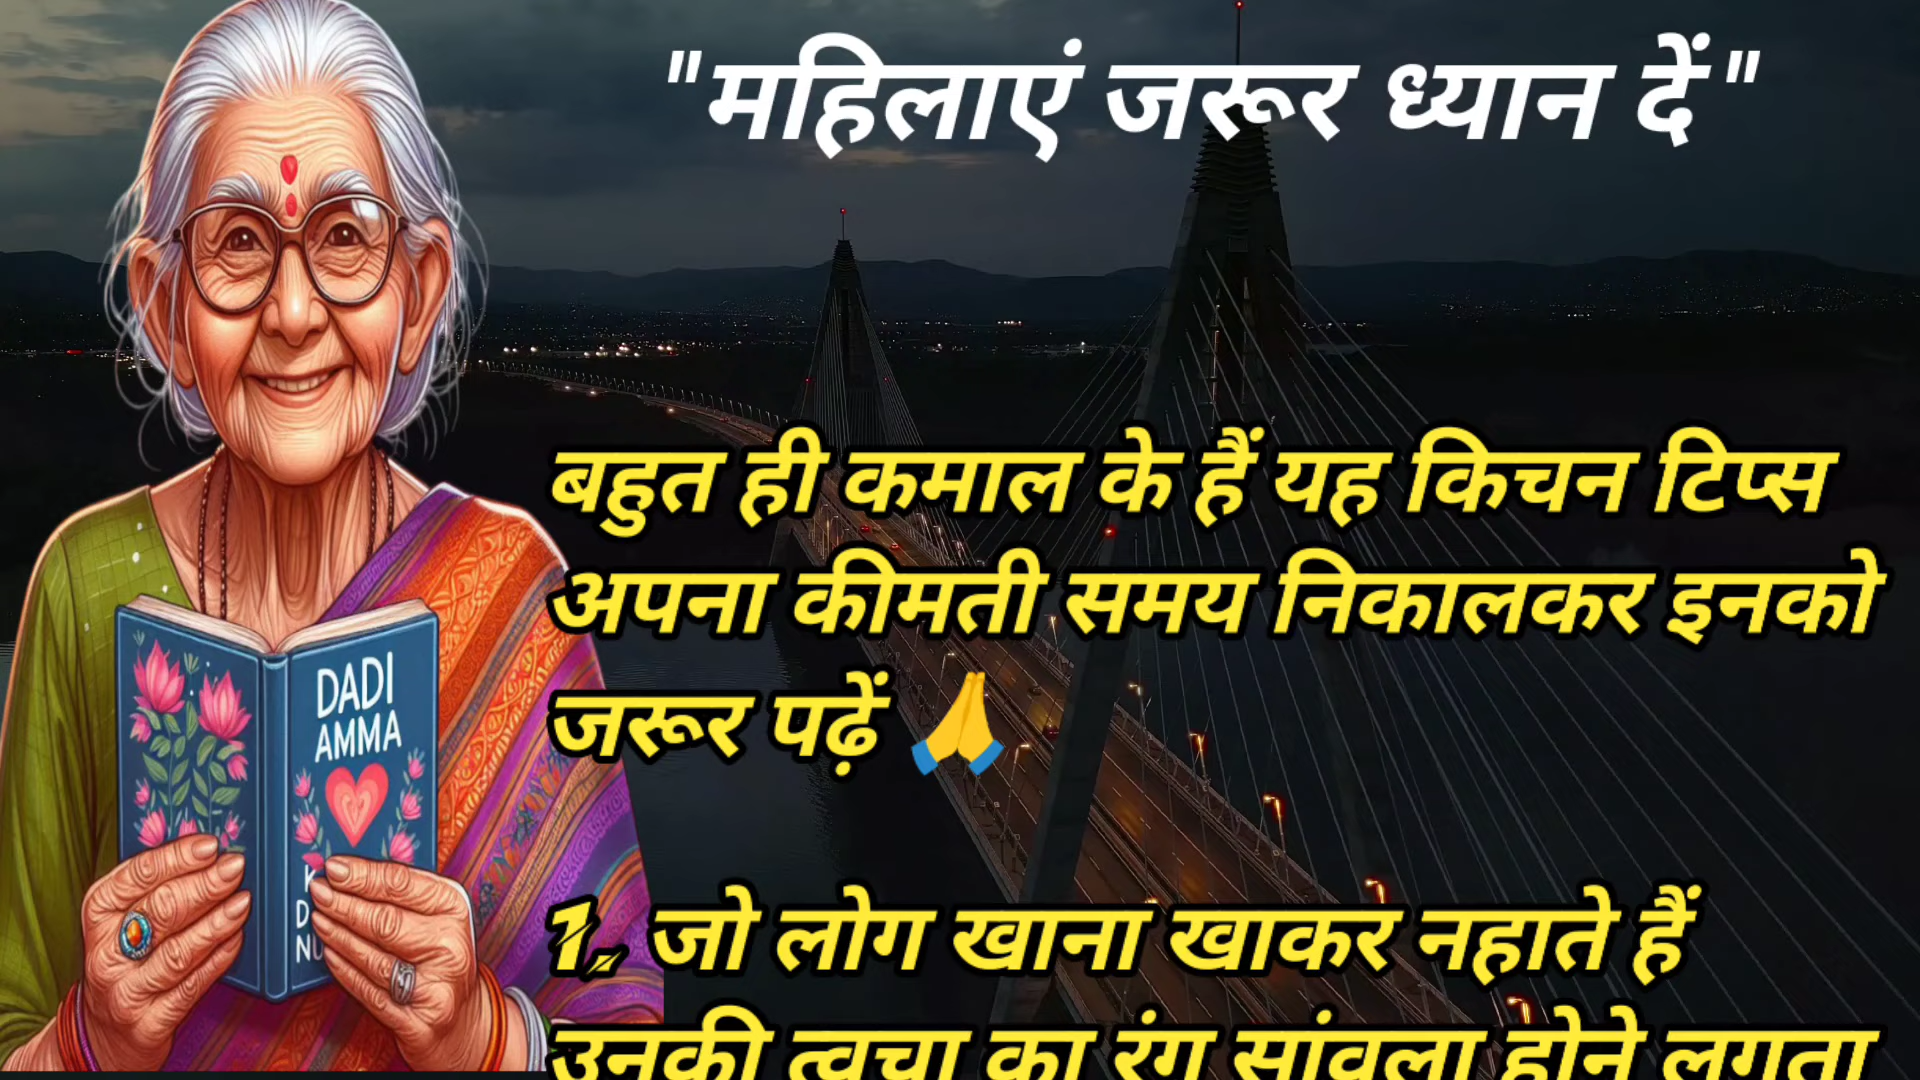 "महिलाएं जरूर ध्यान दें"
बहुत ही कमाल के हैं यह किचन टिप्स
अपना कीमती समय निकालकर इनको
जरूर पढ़ें 🙏
DADI
AMMA
1. जो लोग खाना खाकर नहाते हैं
उनकी त्वचा का रंग सांवला होने लगता